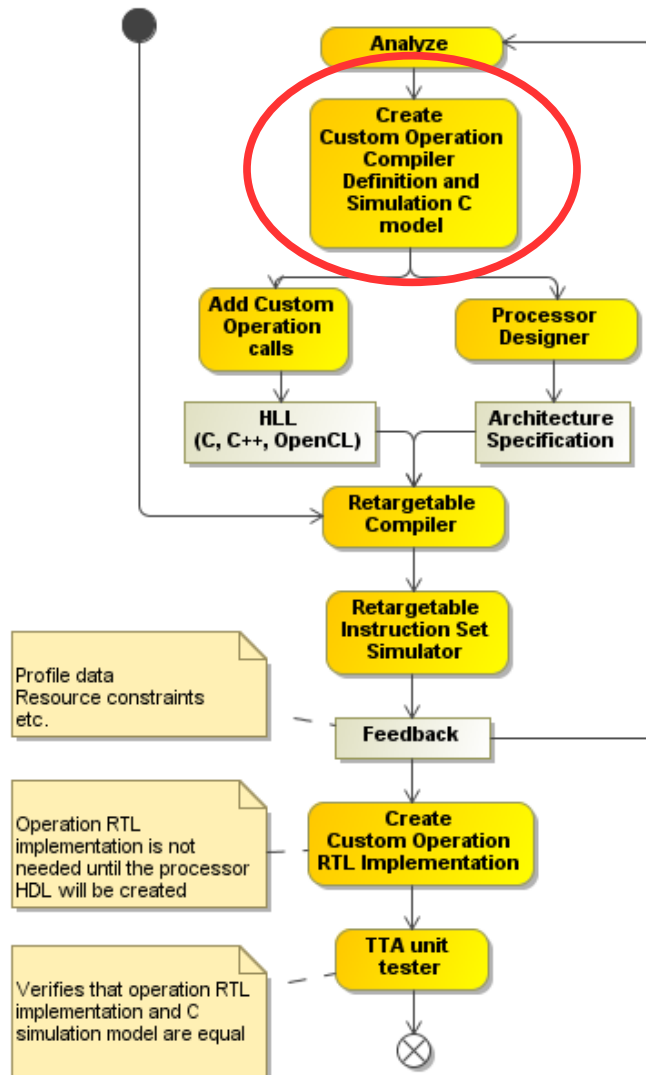 Analyze
Create
Custom Operation
Compiler
Definition and
Simulation C
model
Add Custom
Operation
calls
Processor
Designer
HLL
(C, C++, OpenCL)
Architecture
Specification
Retargetable
Compiler
Retargetable
Instruction Set
Simulator
Profile data
Resource constraints
etc.
Feedback
Operation RTL
implementation is not
needed until the processor
HDL will be created
Create
Custom Operation
RTL Implementation
TTA unit
tester
Verifies that operation RTL
implementation and C
simulation model are equal